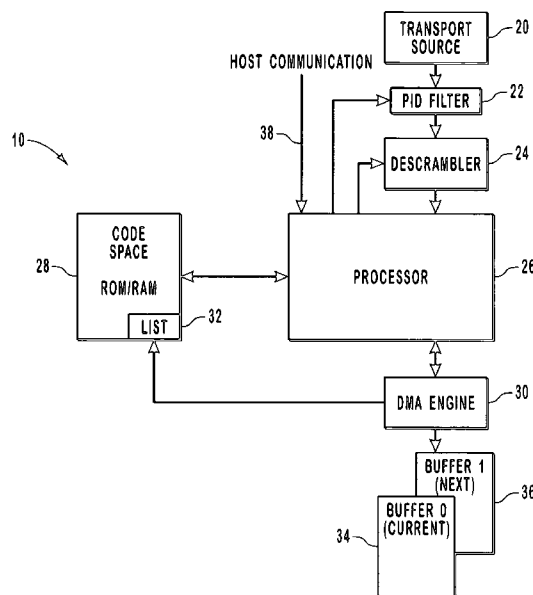 TRANSPORT
SOURCE
20
HOST COMMUNICATION
PID FILTER
22
38
10
DESCRAMBLER
24
CODE
SPACE
ROM/RAM
28
PROCESSOR
26
LIST
32
DMA ENGINE
30
BUFFER 1
(NEXT)
36
BUFFER 0
(CURRENT)
34